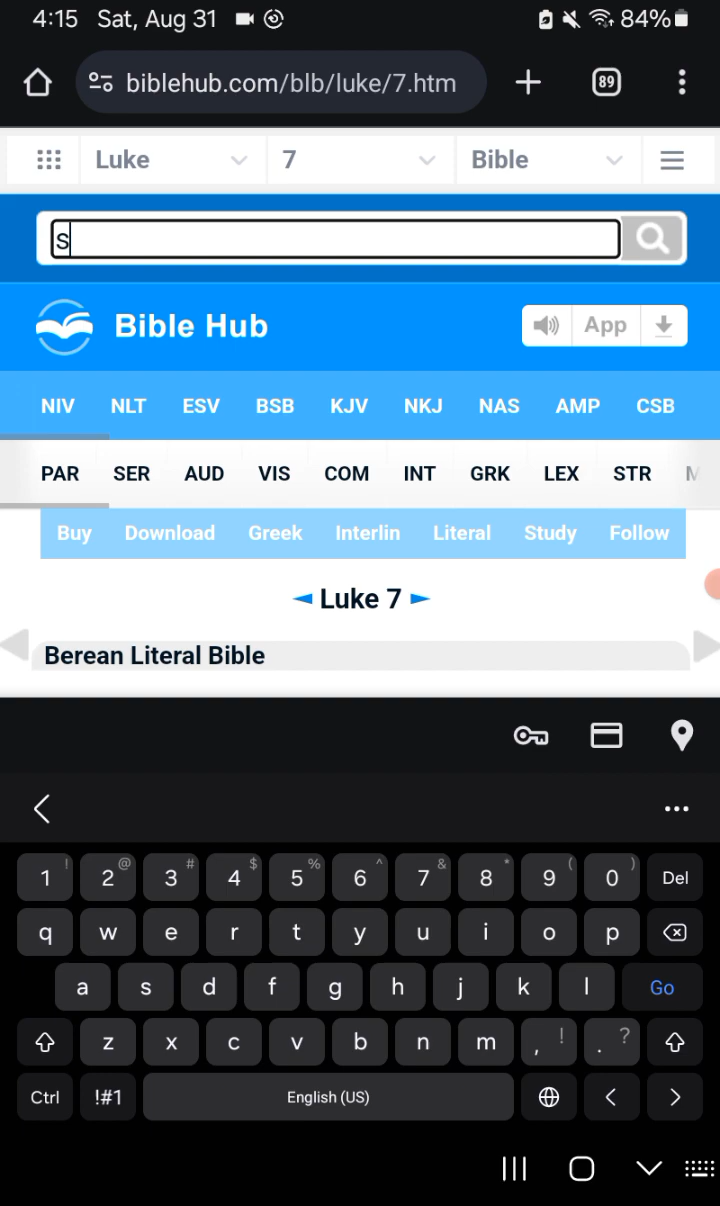 4:15 Sat, Aug 31 84%
biblehub.com/blb/luke/7.htm 89
Luke 7 Bible
s
Bible Hub App
NIV NLT ESV BSB KJV NKJ NAS AMP CSB
PAR SER AUD VIS COM INT GRK LEX STR M
Buy Download Greek Interlin Literal Study Follow
◄ Luke 7 ►
Berean Literal Bible
1 ! 2 @ 3 # 4 $ 5 % 6 ^ 7 & 8 * 9 ( 0 ) Del
q w e r t y u i o p
a s d f g h j k l Go
z x c v b n m , ! . ?
Ctrl !#1 English (US) < >